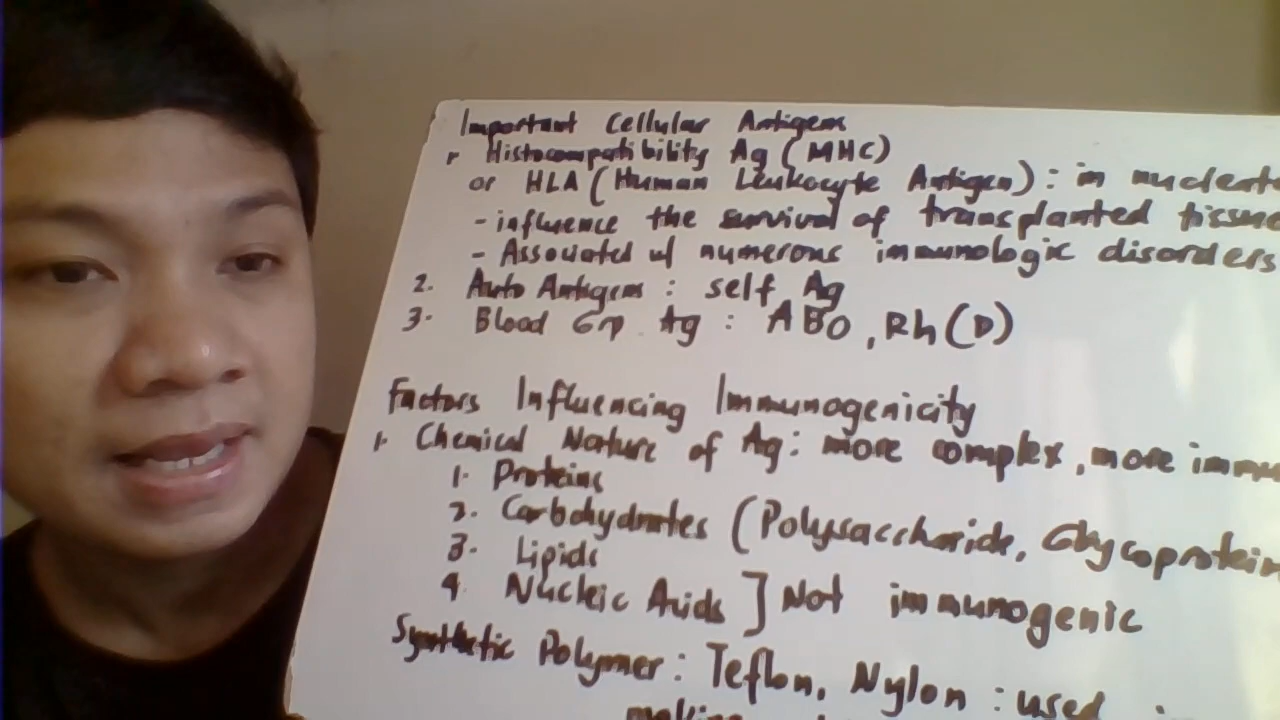 Important Cellular Antigens
1. Histocompatibility Ag (MHC)
or HLA (Human Leukocyte Antigen) : in nucleat
- influence the survival of transplanted tissue
- Associated w/ numerous immunologic disorders
2. Auto Antigens : self Ag
3. Blood Grp Ag : ABO, Rh (D)
Factors Influencing Immunogenicity
1. Chemical Nature of Ag : more complex, more immu
1. Proteins
2. Carbohydrates (Polysaccharide, Glycoprotein
3. Lipids
4. Nucleic Acids ] Not immunogenic
Synthetic Polymer : Teflon, Nylon : used
making